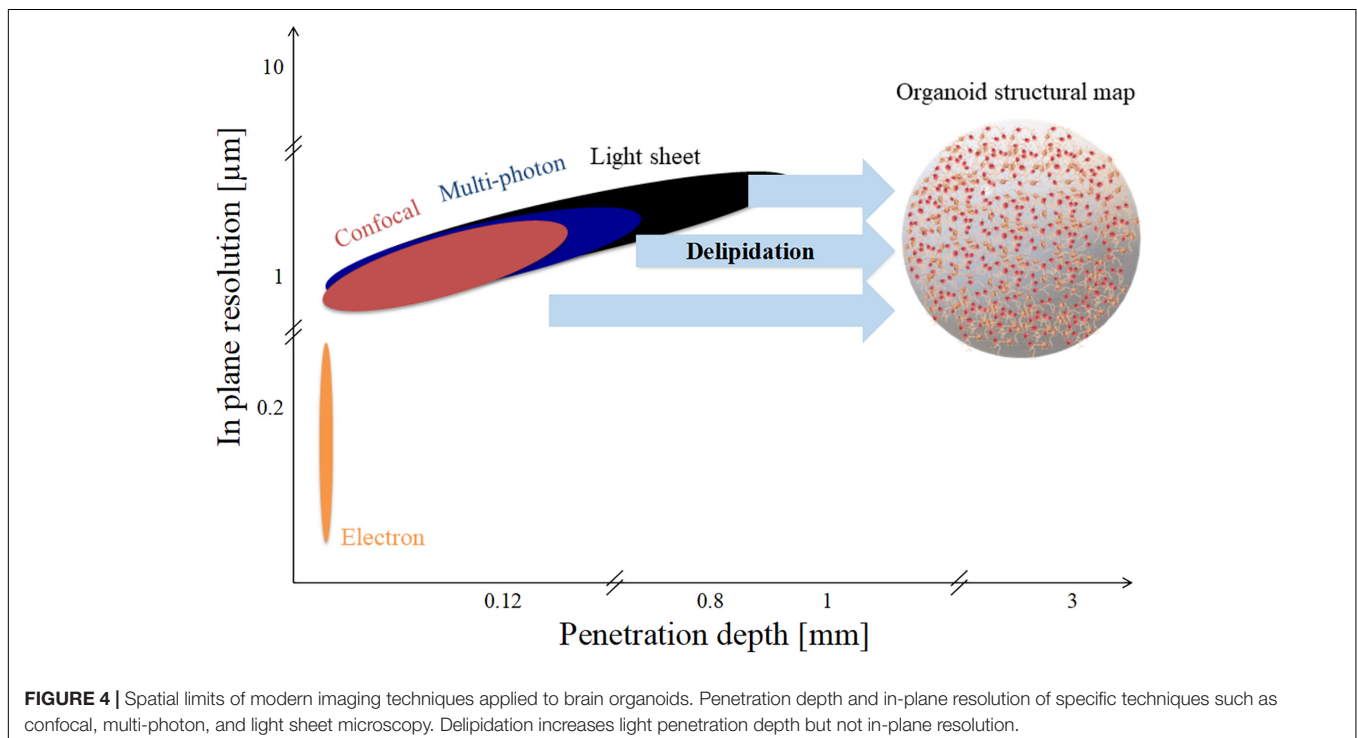 10
Organoid structural map
Light sheet
Multi-photon
Confocal
In plane resolution [µm]
1
Delipidation
0.2
Electron
0.12
0.8
1
3
Penetration depth [mm]
FIGURE 4 | Spatial limits of modern imaging techniques applied to brain organoids. Penetration depth and in-plane resolution of specific techniques such as
confocal, multi-photon, and light sheet microscopy. Delipidation increases light penetration depth but not in-plane resolution.